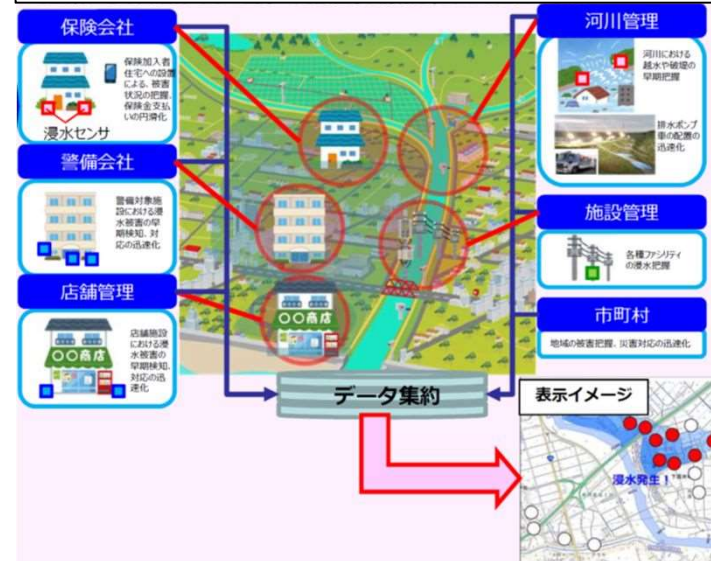 保険会社
保険加入者
住宅への設置
による、被害
状況の把握、
保険金支払
いの円滑化
浸水センサ
警備会社
警備対象施
設における浸
水被害の早
期検知、対
応の迅速化
店舗管理
〇〇商店
店舗施設
における浸
水被害の
早期検知、
対応の迅
速化
〇〇商店
河川管理
河川における
越水や破堤の
早期把握
排水ポンプ
車の配置の
迅速化
施設管理
各種ファシリティ
の浸水把握
市町村
地域の被害把握、災害対応の迅速化
データ集約
表示イメージ
浸水発生！